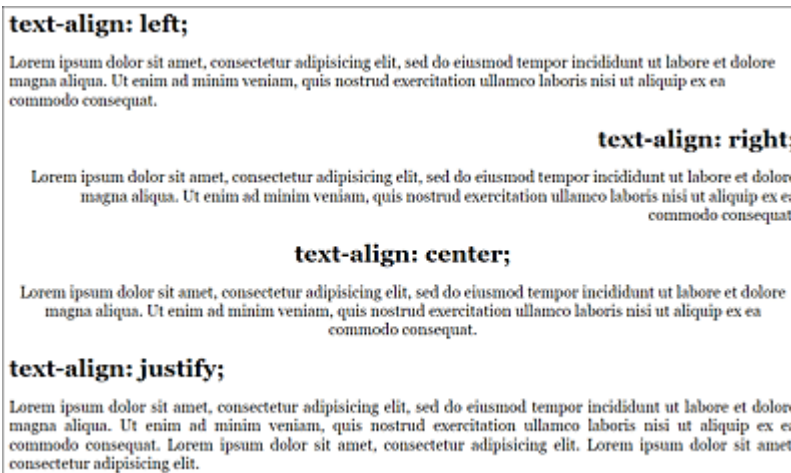 text-align: left;
Lorem ipsum dolor sit amet, consectetur adipisicing elit, sed do eiusmod tempor incididunt ut labore et dolore
magna aliqua. Ut enim ad minim veniam, quis nostrud exercitation ullamco laboris nisi ut aliquip ex ea
commodo consequat.
text-align: right;
Lorem ipsum dolor sit amet, consectetur adipisicing elit, sed do eiusmod tempor incididunt ut labore et dolore
magna aliqua. Ut enim ad minim veniam, quis nostrud exercitation ullamco laboris nisi ut aliquip ex ea
commodo consequat
text-align: center;
Lorem ipsum dolor sit amet, consectetur adipisicing elit, sed do eiusmod tempor incididunt ut labore et dolore
magna aliqua. Ut enim ad minim veniam, quis nostrud exercitation ullamco laboris nisi ut aliquip ex ea
commodo consequat.
text-align: justify;
Lorem ipsum dolor sit amet, consectetur adipisicing elit, sed do eiusmod tempor incididunt ut labore et dolore
magna aliqua. Ut enim ad minim veniam, quis nostrud exercitation ullamco laboris nisi ut aliquip ex ea
commodo consequat. Lorem ipsum dolor sit amet, consectetur adipisicing elit. Lorem ipsum dolor sit amet
consectetur adipisicing elit.